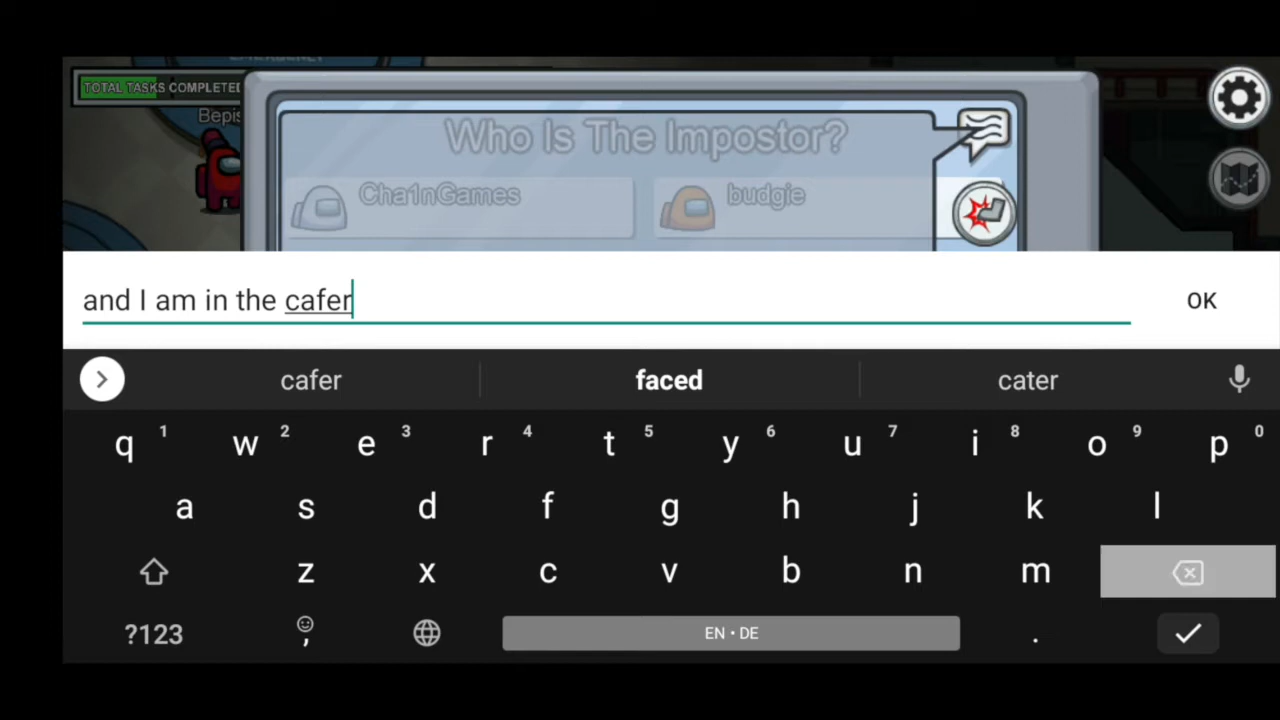 EMERGENCY
TOTAL TASKS COMPLETED
Bepis
Who Is The Impostor?
Cha1nGames
budgie
and I am in the cafer
OK
cafer
faced
cater
q 1 w 2 e 3 r 4 t 5 y 6 u 7 i 8 o 9 p 0
a s d f g h j k l
z x c v b n m
?123 , EN • DE .